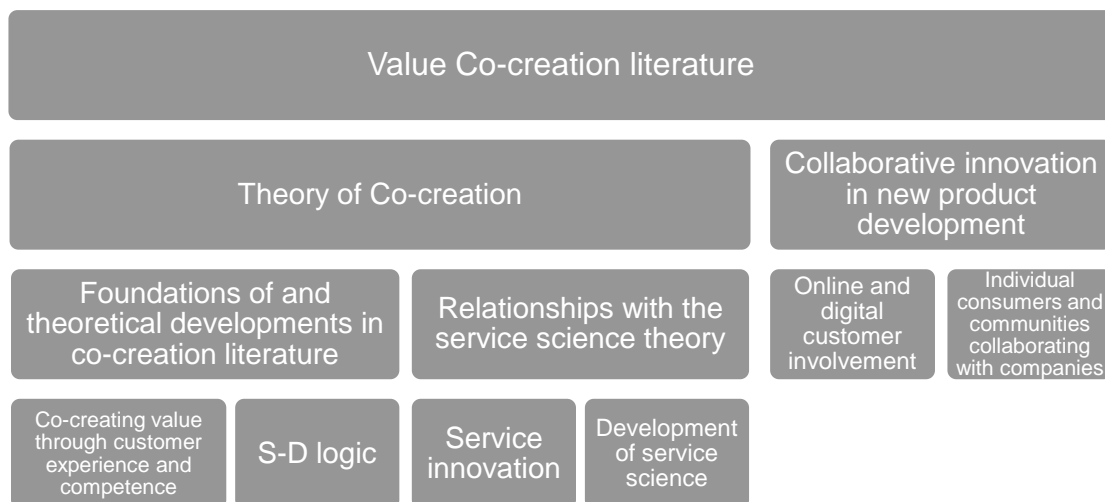 Value Co-creation literature
Theory of Co-creation
Collaborative innovation
in new product
development
Foundations of and
theoretical developments in
co-creation literature
Relationships with the
service science theory
Online and
digital
customer
involvement
Individual
consumers and
communities
collaborating
with companies
Co-creating value
through customer
experience and
competence
S-D logic
Service
innovation
Development
of service
science